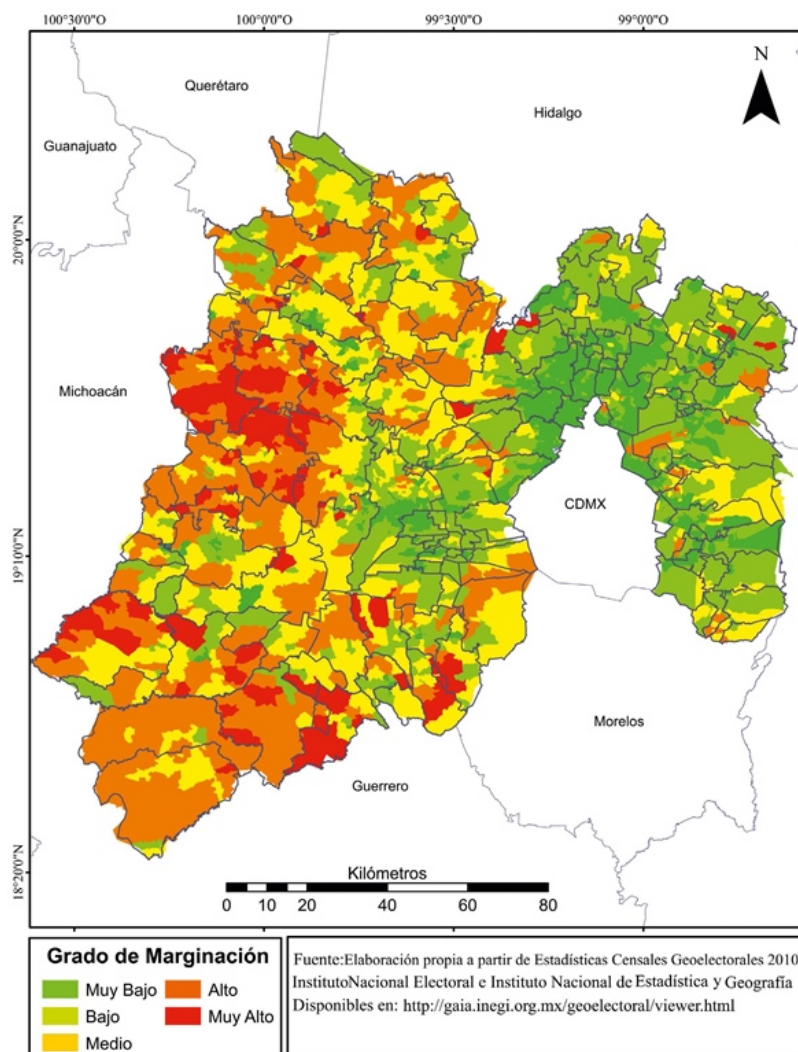 100°30'0"O 100°0'0"O 99°30'0"O 99°0'0"O
N
Querétaro
Hidalgo
Guanajuato
20°0'0"N
Michoacán
CDMX
19°10'0"N
Morelos
Guerrero
18°20'0"N
Kilómetros
0 10 20 40 60 80
Grado de Marginación
Muy Bajo Alto
Bajo Muy Alto
Medio
Fuente:Elaboración propia a partir de Estadísticas Censales Geoelectorales 2010
InstitutoNacional Electoral e Instituto Nacional de Estadística y Geografía
Disponibles en: http://gaia.inegi.org.mx/geoelectoral/viewer.html